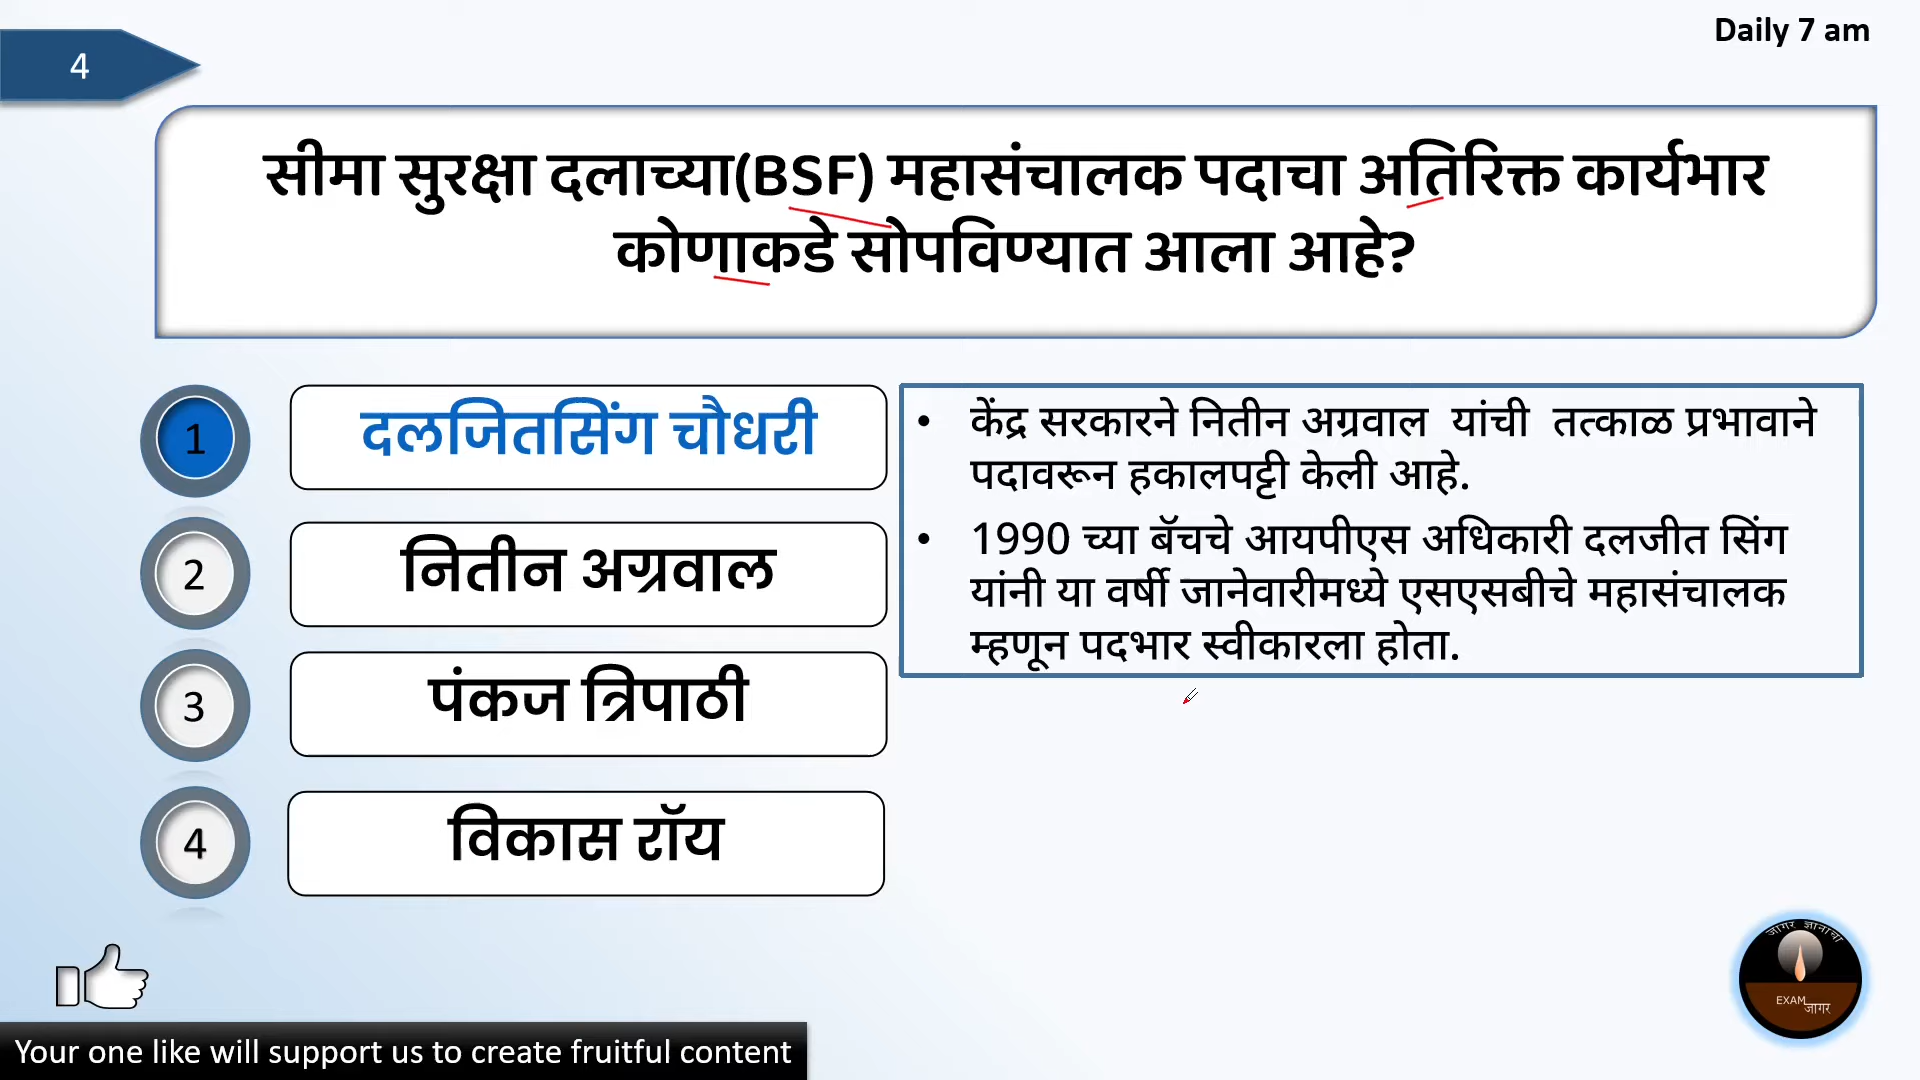 Daily 7 am
4
सीमा सुरक्षा दलाच्या(BSF) महासंचालक पदाचा अतिरिक्त कार्यभार
कोणाकडे सोपविण्यात आला आहे?
1
दलजितसिंग चौधरी
2
नितीन अग्रवाल
3
पंकज त्रिपाठी
4
विकास रॉय
• केंद्र सरकारने नितीन अग्रवाल यांची तत्काळ प्रभावाने
पदावरून हकालपट्टी केली आहे.
• 1990 च्या बॅचचे आयपीएस अधिकारी दलजीत सिंग
यांनी या वर्षी जानेवारीमध्ये एसएसबीचे महासंचालक
म्हणून पदभार स्वीकारला होता.
जागर ज्ञानाचा
EXAM
जागर
Your one like will support us to create fruitful content